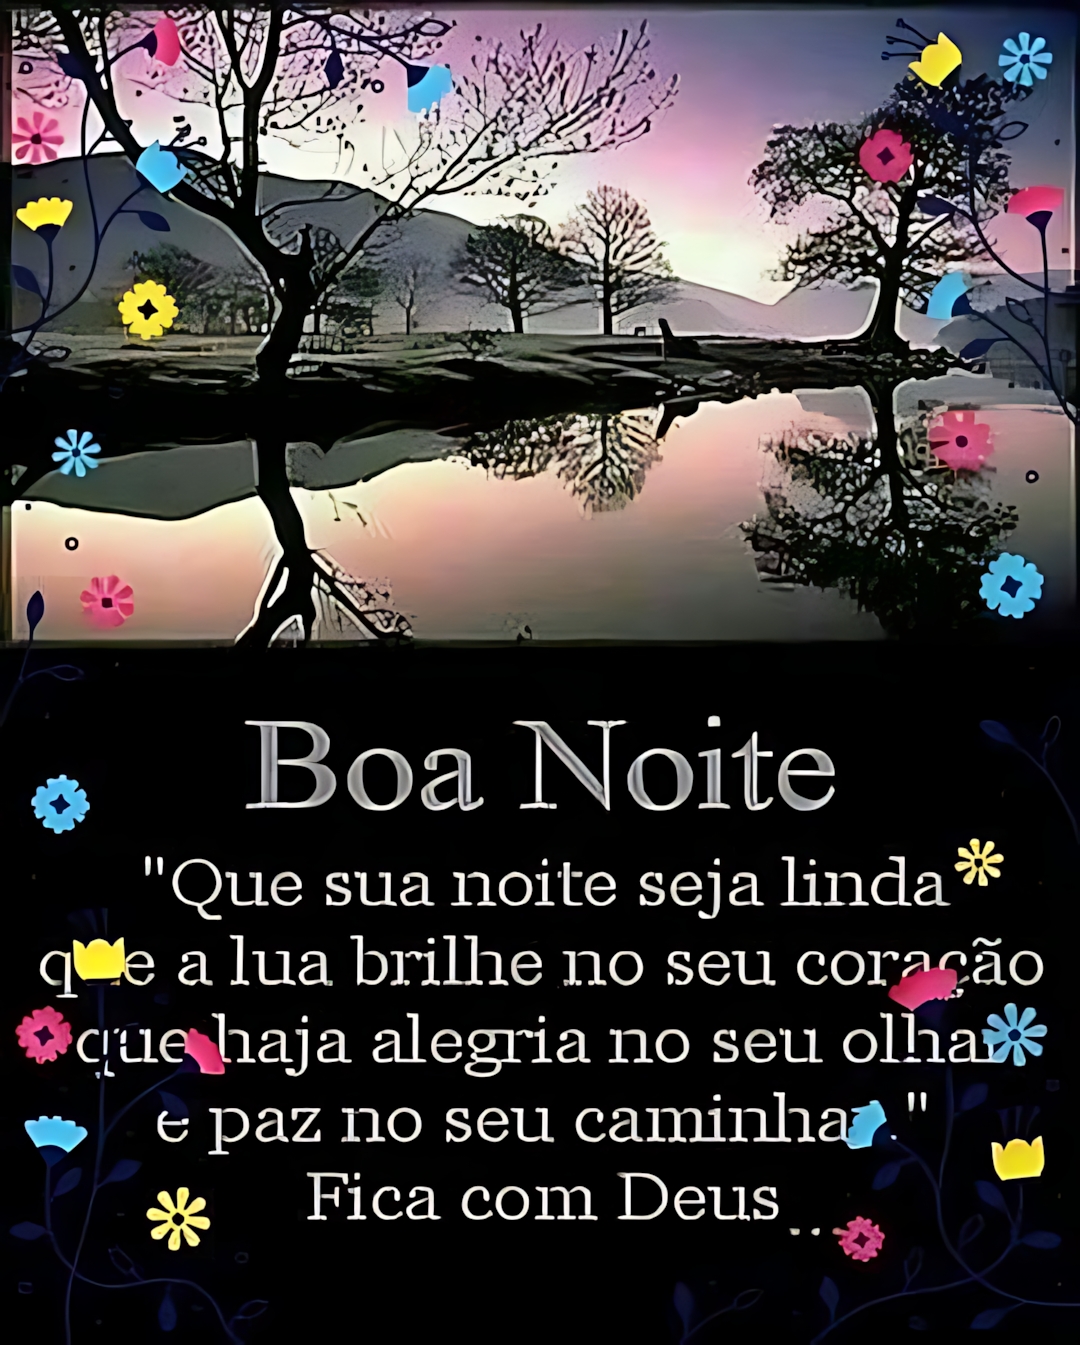 Boa Noite
"Que sua noite seja linda
que a lua brilhe no seu coração
que haja alegria no seu olhar
e paz no seu caminhar."
Fica com Deus...